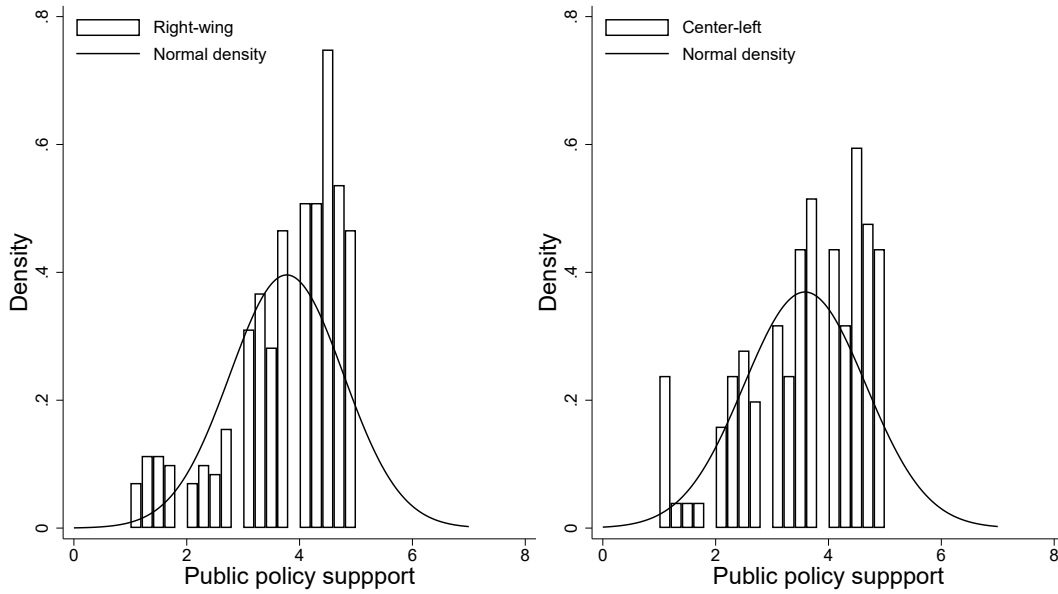 Right-wing
Normal density
Density
0
.2
.4
.6
.8
0 2 4 6 8
Public policy suppport
Center-left
Normal density
Density
0
.2
.4
.6
.8
0 2 4 6 8
Public policy suppport